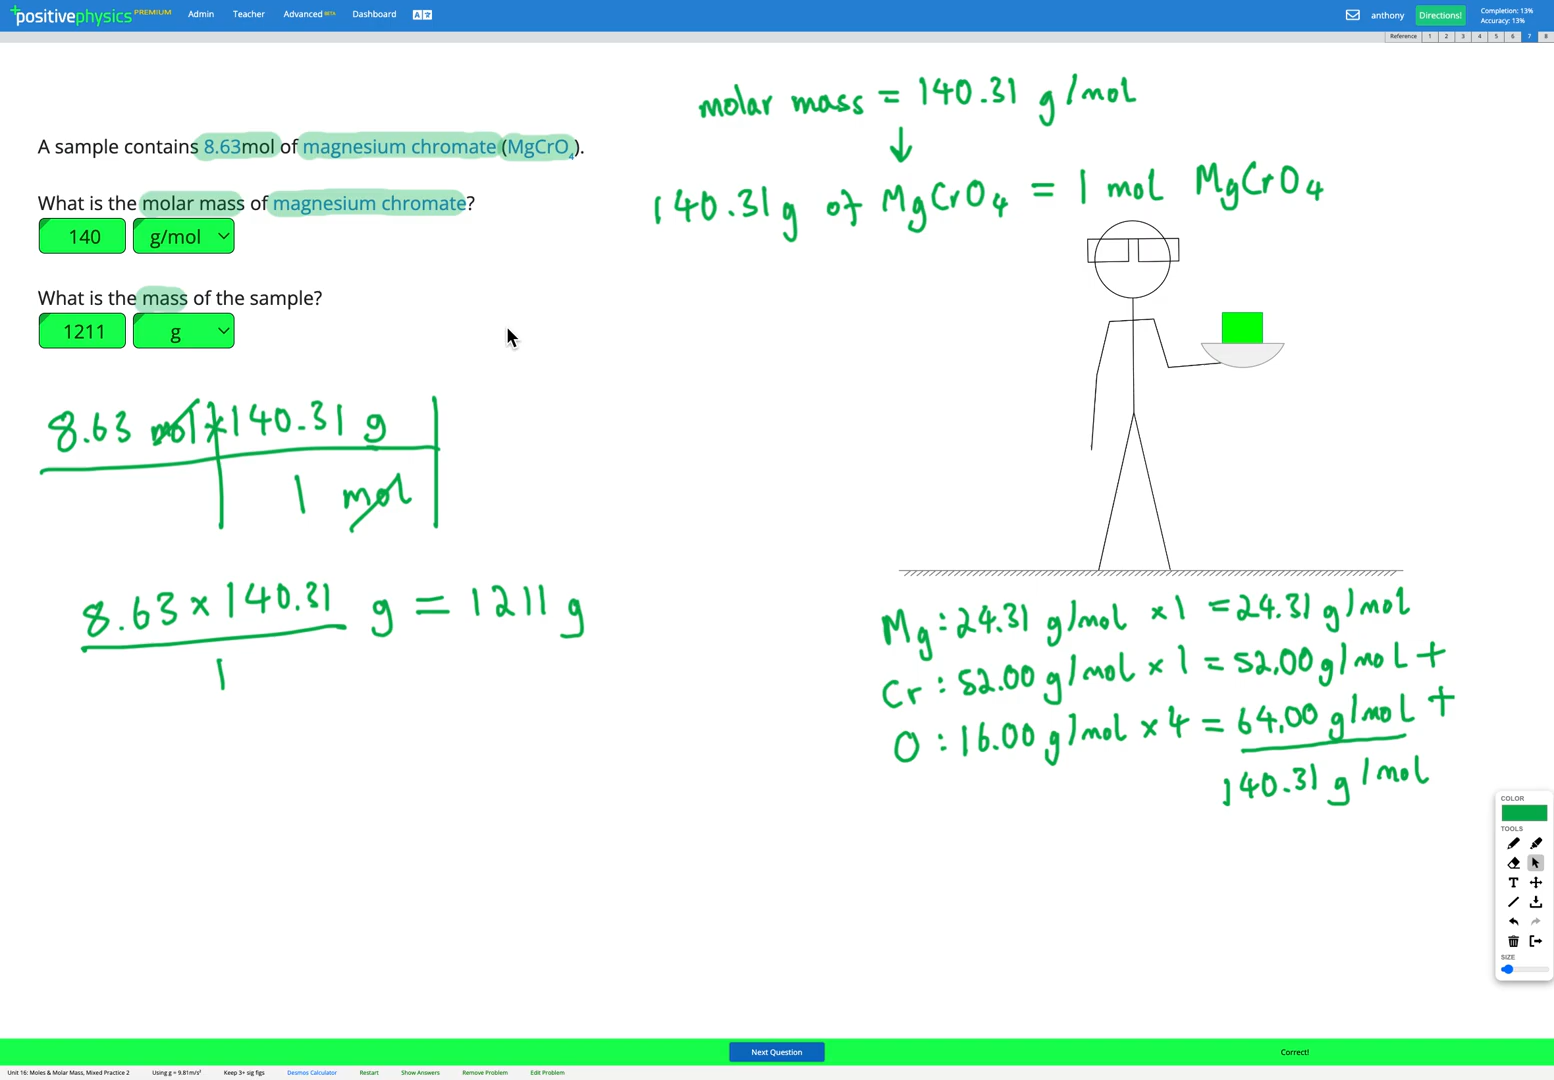 positivephysics PREMIUM Admin Teacher Advanced BETA Dashboard A anthony Directions! Completion: 13%
Accuracy: 13%
Reference 1 2 3 4 5 6 7 8
molar mass = 140.31 g/mol
↓
140.31g of MgCrO4 = 1 mol MgCrO4
A sample contains 8.63mol of magnesium chromate (MgCrO4).
What is the molar mass of magnesium chromate?
140 g/mol
What is the mass of the sample?
1211 g
8.63 mol * 140.31 g
1 mol
8.63 × 140.31 g = 1211 g
1
Mg : 24.31 g/mol × 1 = 24.31 g/mol
Cr : 52.00 g/mol × 1 = 52.00 g/mol +
O : 16.00 g/mol × 4 = 64.00 g/mol +
140.31 g/mol
COLOR
TOOLS
T
SIZE
Next Question Correct!
Unit 16: Moles & Molar Mass, Mixed Practice 2 Using g = 9.81m/s² Keep 3+ sig figs Desmos Calculator Restart Show Answers Remove Problem Edit Problem